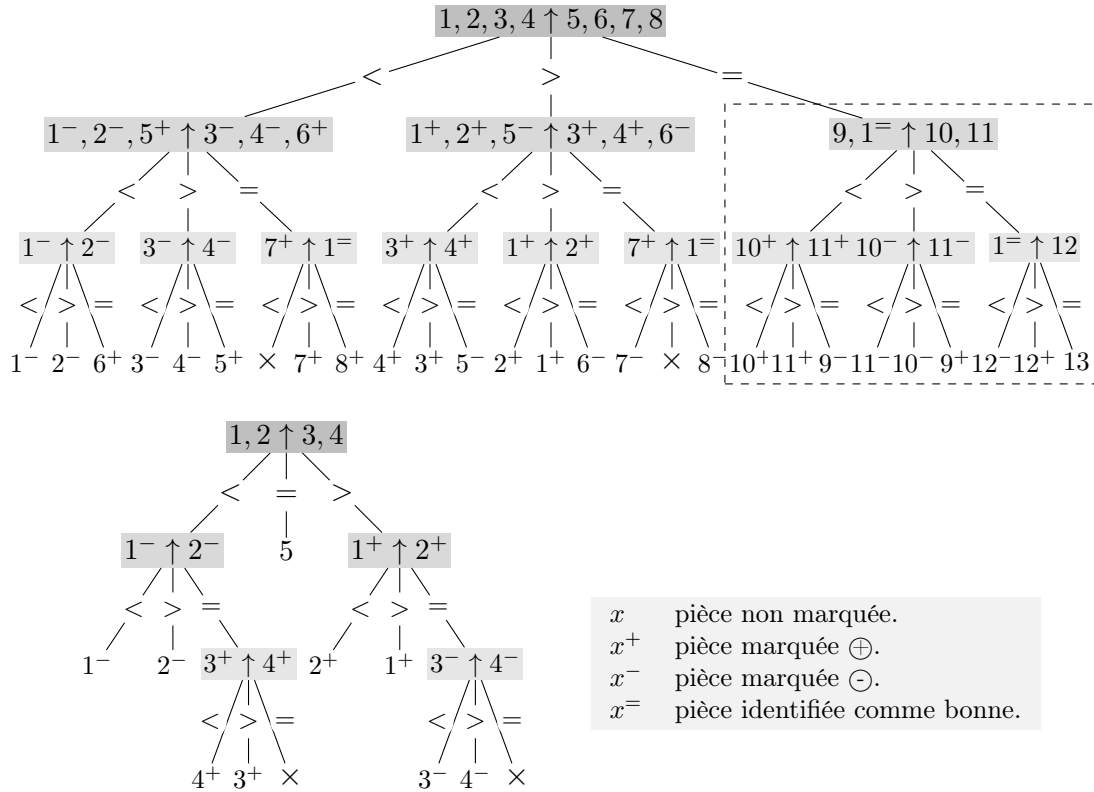 1, 2, 3, 4 ↑ 5, 6, 7, 8
< > =
1⁻, 2⁻, 5⁺ ↑ 3⁻, 4⁻, 6⁺ 1⁺, 2⁺, 5⁻ ↑ 3⁺, 4⁺, 6⁻ 9, 1⁼ ↑ 10, 11
< > = < > = < > =
1⁻ ↑ 2⁻ 3⁻ ↑ 4⁻ 7⁺ ↑ 1⁼ 3⁺ ↑ 4⁺ 1⁺ ↑ 2⁺ 7⁺ ↑ 1⁼ 10⁺ ↑ 11⁺ 10⁻ ↑ 11⁻ 1⁼ ↑ 12
< > = < > = < > = < > = < > = < > = < > = < > = < > =
1⁻ 2⁻ 6⁺ 3⁻ 4⁻ 5⁺ × 7⁺ 8⁺ 4⁺ 3⁺ 5⁻ 2⁺ 1⁺ 6⁻ 7⁻ × 8⁻ 10⁺ 11⁺ 9⁻ 11⁻ 10⁻ 9⁺ 12⁻ 12⁺ 13
1, 2 ↑ 3, 4
< = >
1⁻ ↑ 2⁻ 5 1⁺ ↑ 2⁺
< > = < > =
1⁻ 2⁻ 3⁺ ↑ 4⁺ 2⁺ 1⁺ 3⁻ ↑ 4⁻
< > = < > =
4⁺ 3⁺ × 3⁻ 4⁻ ×
x pièce non marquée.
x⁺ pièce marquée ⊕.
x⁻ pièce marquée ⊖.
x⁼ pièce identifiée comme bonne.